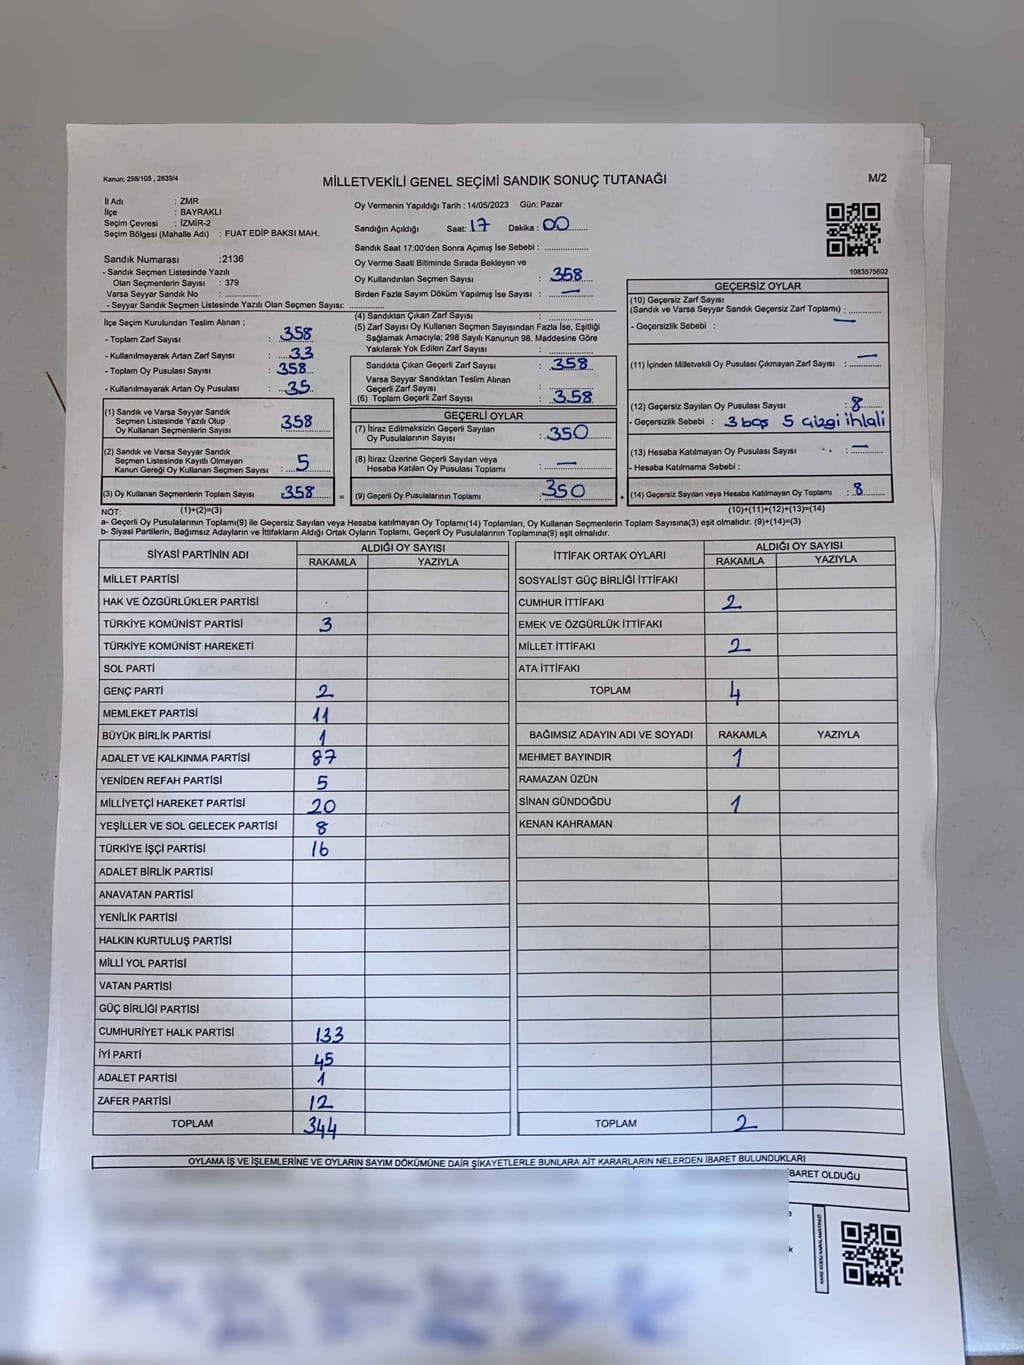 Kanun: 298/105 , 2839/4
MİLLETVEKİLİ GENEL SEÇİMİ SANDIK SONUÇ TUTANAĞI
M/2
İl Adı : ZMR
İlçe : BAYRAKLI
Seçim Çevresi : İZMİR-2
Seçim Bölgesi (Mahalle Adı) : FUAT EDİP BAKSI MAH.
Sandık Numarası :2136
- Sandık Seçmen Listesinde Yazılı
Olan Seçmenlerin Sayısı : 379
Varsa Seyyar Sandık No :
- Seyyar Sandık Seçmen Listesinde Yazılı Olan Seçmen Sayısı:
Oy Vermenin Yapıldığı Tarih : 14/05/2023 Gün: Pazar
Sandığın Açıldığı Saat: 17 Dakika : 00
Sandık Saat 17:00'den Sonra Açımış İse Sebebi :
Oy Verme Saati Bitiminde Sırada Bekleyen ve
Oy Kullandırılan Seçmen Sayısı : 358
Birden Fazla Sayım Döküm Yapılmış İse Sayısı : —
1083575602
İlçe Seçim Kurulundan Teslim Alınan ;
- Toplam Zarf Sayısı : 358
- Kullanılmayarak Artan Zarf Sayısı : 33
- Toplam Oy Pusulası Sayısı : 358
- Kullanılmayarak Artan Oy Pusulası : 35
(1) Sandık ve Varsa Seyyar Sandık
Seçmen Listesinde Yazılı Olup
Oy Kullanan Seçmenlerin Sayısı : 358
(2) Sandık ve Varsa Seyyar Sandık
Seçmen Listesinde Kayıtlı Olmayan
Kanun Gereği Oy Kullanan Seçmen Sayısı : 5
(3) Oy Kullanan Seçmenlerin Toplam Sayısı : 358
(1)+(2)=(3)
(4) Sandıktan Çıkan Zarf Sayısı :
(5) Zarf Sayısı Oy Kullanan Seçmen Sayısından Fazla İse, Eşitliği
Sağlamak Amacıyla; 298 Sayılı Kanunun 98. Maddesine Göre
Yakılarak Yok Edilen Zarf Sayısı :
Sandıkta Çıkan Geçerli Zarf Sayısı : 358
Varsa Seyyar Sandıktan Teslim Alınan
Geçerli Zarf Sayısı :
(6) Toplam Geçerli Zarf Sayısı : 358
GEÇERLİ OYLAR
(7) İtiraz Edilmeksizin Geçerli Sayılan
Oy Pusulalarının Sayısı : 350
(8) İtiraz Üzerine Geçerli Sayılan veya
Hesaba Katılan Oy Pusulası Toplamı : —
= (9) Geçerli Oy Pusulalarının Toplamı : 350
GEÇERSİZ OYLAR
(10) Geçersiz Zarf Sayısı
(Sandık ve Varsa Seyyar Sandık Geçersiz Zarf Toplamı) :
- Geçersizlik Sebebi : —
(11) İçinden Milletvekili Oy Pusulası Çıkmayan Zarf Sayısı : —
(12) Geçersiz Sayılan Oy Pusulası Sayısı : 8
- Geçersizlik Sebebi : 3 boş 5 çizgi ihlali
(13) Hesaba Katılmayan Oy Pusulası Sayısı : —
- Hesaba Katılmama Sebebi :
+ (14) Geçersiz Sayılan veya Hesaba Katılmayan Oy Toplamı : 8
(10)+(11)+(12)+(13)=(14)
NOT:
a- Geçerli Oy Pusulalarının Toplamı(9) ile Geçersiz Sayılan veya Hesaba katılmayan Oy Toplamı(14) Toplamları, Oy Kullanan Seçmenlerin Toplam Sayısına(3) eşit olmalıdır. (9)+(14)=(3)
b- Siyasi Partilerin, Bağımsız Adayların ve İttifakların Aldığı Ortak Oyların Toplamı, Geçerli Oy Pusulalarının Toplamına(9) eşit olmalıdır.
SİYASİ PARTİNİN ADI ALDIĞI OY SAYISI
RAKAMLA YAZIYLA
MİLLET PARTİSİ
HAK VE ÖZGÜRLÜKLER PARTİSİ
TÜRKİYE KOMÜNİST PARTİSİ 3
TÜRKİYE KOMÜNİST HAREKETİ
SOL PARTİ
GENÇ PARTİ 2
MEMLEKET PARTİSİ 11
BÜYÜK BİRLİK PARTİSİ 1
ADALET VE KALKINMA PARTİSİ 87
YENİDEN REFAH PARTİSİ 5
MİLLİYETÇİ HAREKET PARTİSİ 20
YEŞİLLER VE SOL GELECEK PARTİSİ 8
TÜRKİYE İŞÇİ PARTİSİ 16
ADALET BİRLİK PARTİSİ
ANAVATAN PARTİSİ
YENİLİK PARTİSİ
HALKIN KURTULUŞ PARTİSİ
MİLLİ YOL PARTİSİ
VATAN PARTİSİ
GÜÇ BİRLİĞİ PARTİSİ
CUMHURİYET HALK PARTİSİ 133
İYİ PARTİ 45
ADALET PARTİSİ 1
ZAFER PARTİSİ 12
TOPLAM 344
İTTİFAK ORTAK OYLARI ALDIĞI OY SAYISI
RAKAMLA YAZIYLA
SOSYALİST GÜÇ BİRLİĞİ İTTİFAKI
CUMHUR İTTİFAKI 2
EMEK VE ÖZGÜRLÜK İTTİFAKI
MİLLET İTTİFAKI 2
ATA İTTİFAKI
TOPLAM 4
BAĞIMSIZ ADAYIN ADI VE SOYADI RAKAMLA YAZIYLA
MEHMET BAYINDIR 1
RAMAZAN ÜZÜN
SİNAN GÜNDOĞDU 1
KENAN KAHRAMAN
TOPLAM 2
OYLAMA İŞ VE İŞLEMLERİNE VE OYLARIN SAYIM DÖKÜMÜNE DAİR ŞİKAYETLERLE BUNLARA AİT KARARLARIN NELERDEN İBARET BULUNDUKLARI
BARET OLDUĞU